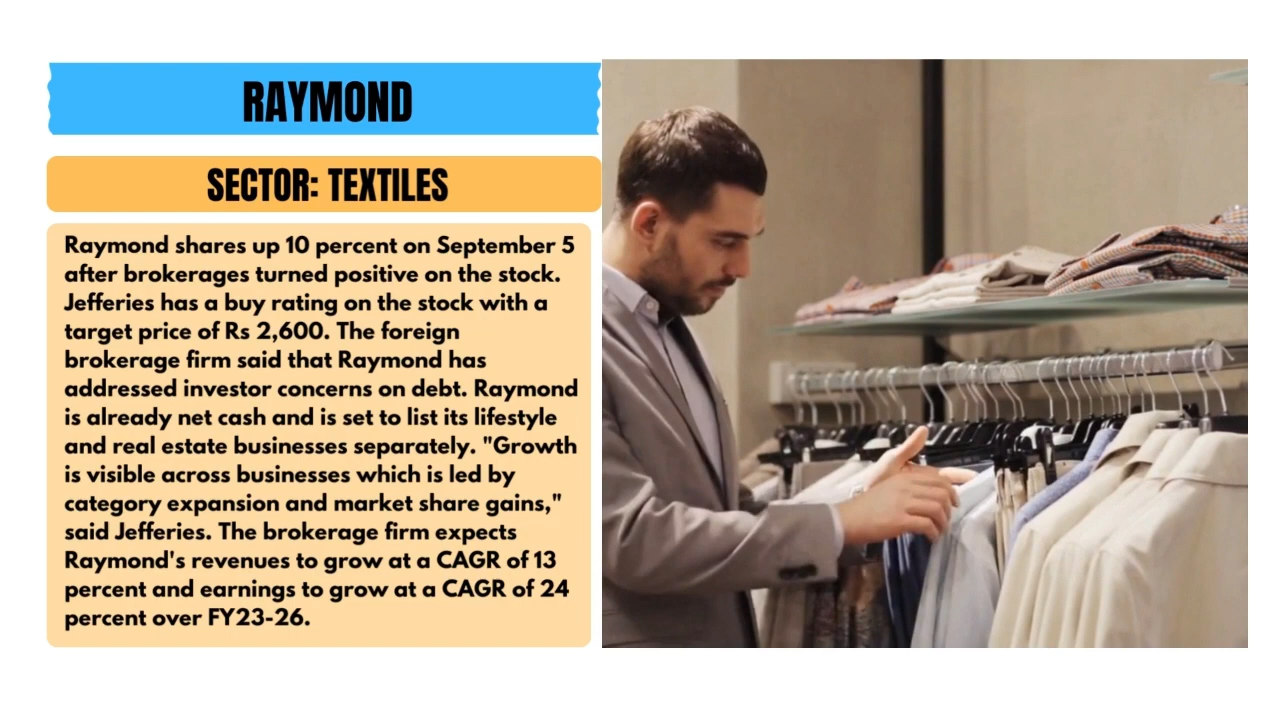 RAYMOND
SECTOR: TEXTILES
Raymond shares up 10 percent on September 5
after brokerages turned positive on the stock.
Jefferies has a buy rating on the stock with a
target price of Rs 2,600. The foreign
brokerage firm said that Raymond has
addressed investor concerns on debt. Raymond
is already net cash and is set to list its lifestyle
and real estate businesses separately. "Growth
is visible across businesses which is led by
category expansion and market share gains,"
said Jefferies. The brokerage firm expects
Raymond's revenues to grow at a CAGR of 13
percent and earnings to grow at a CAGR of 24
percent over FY23-26.